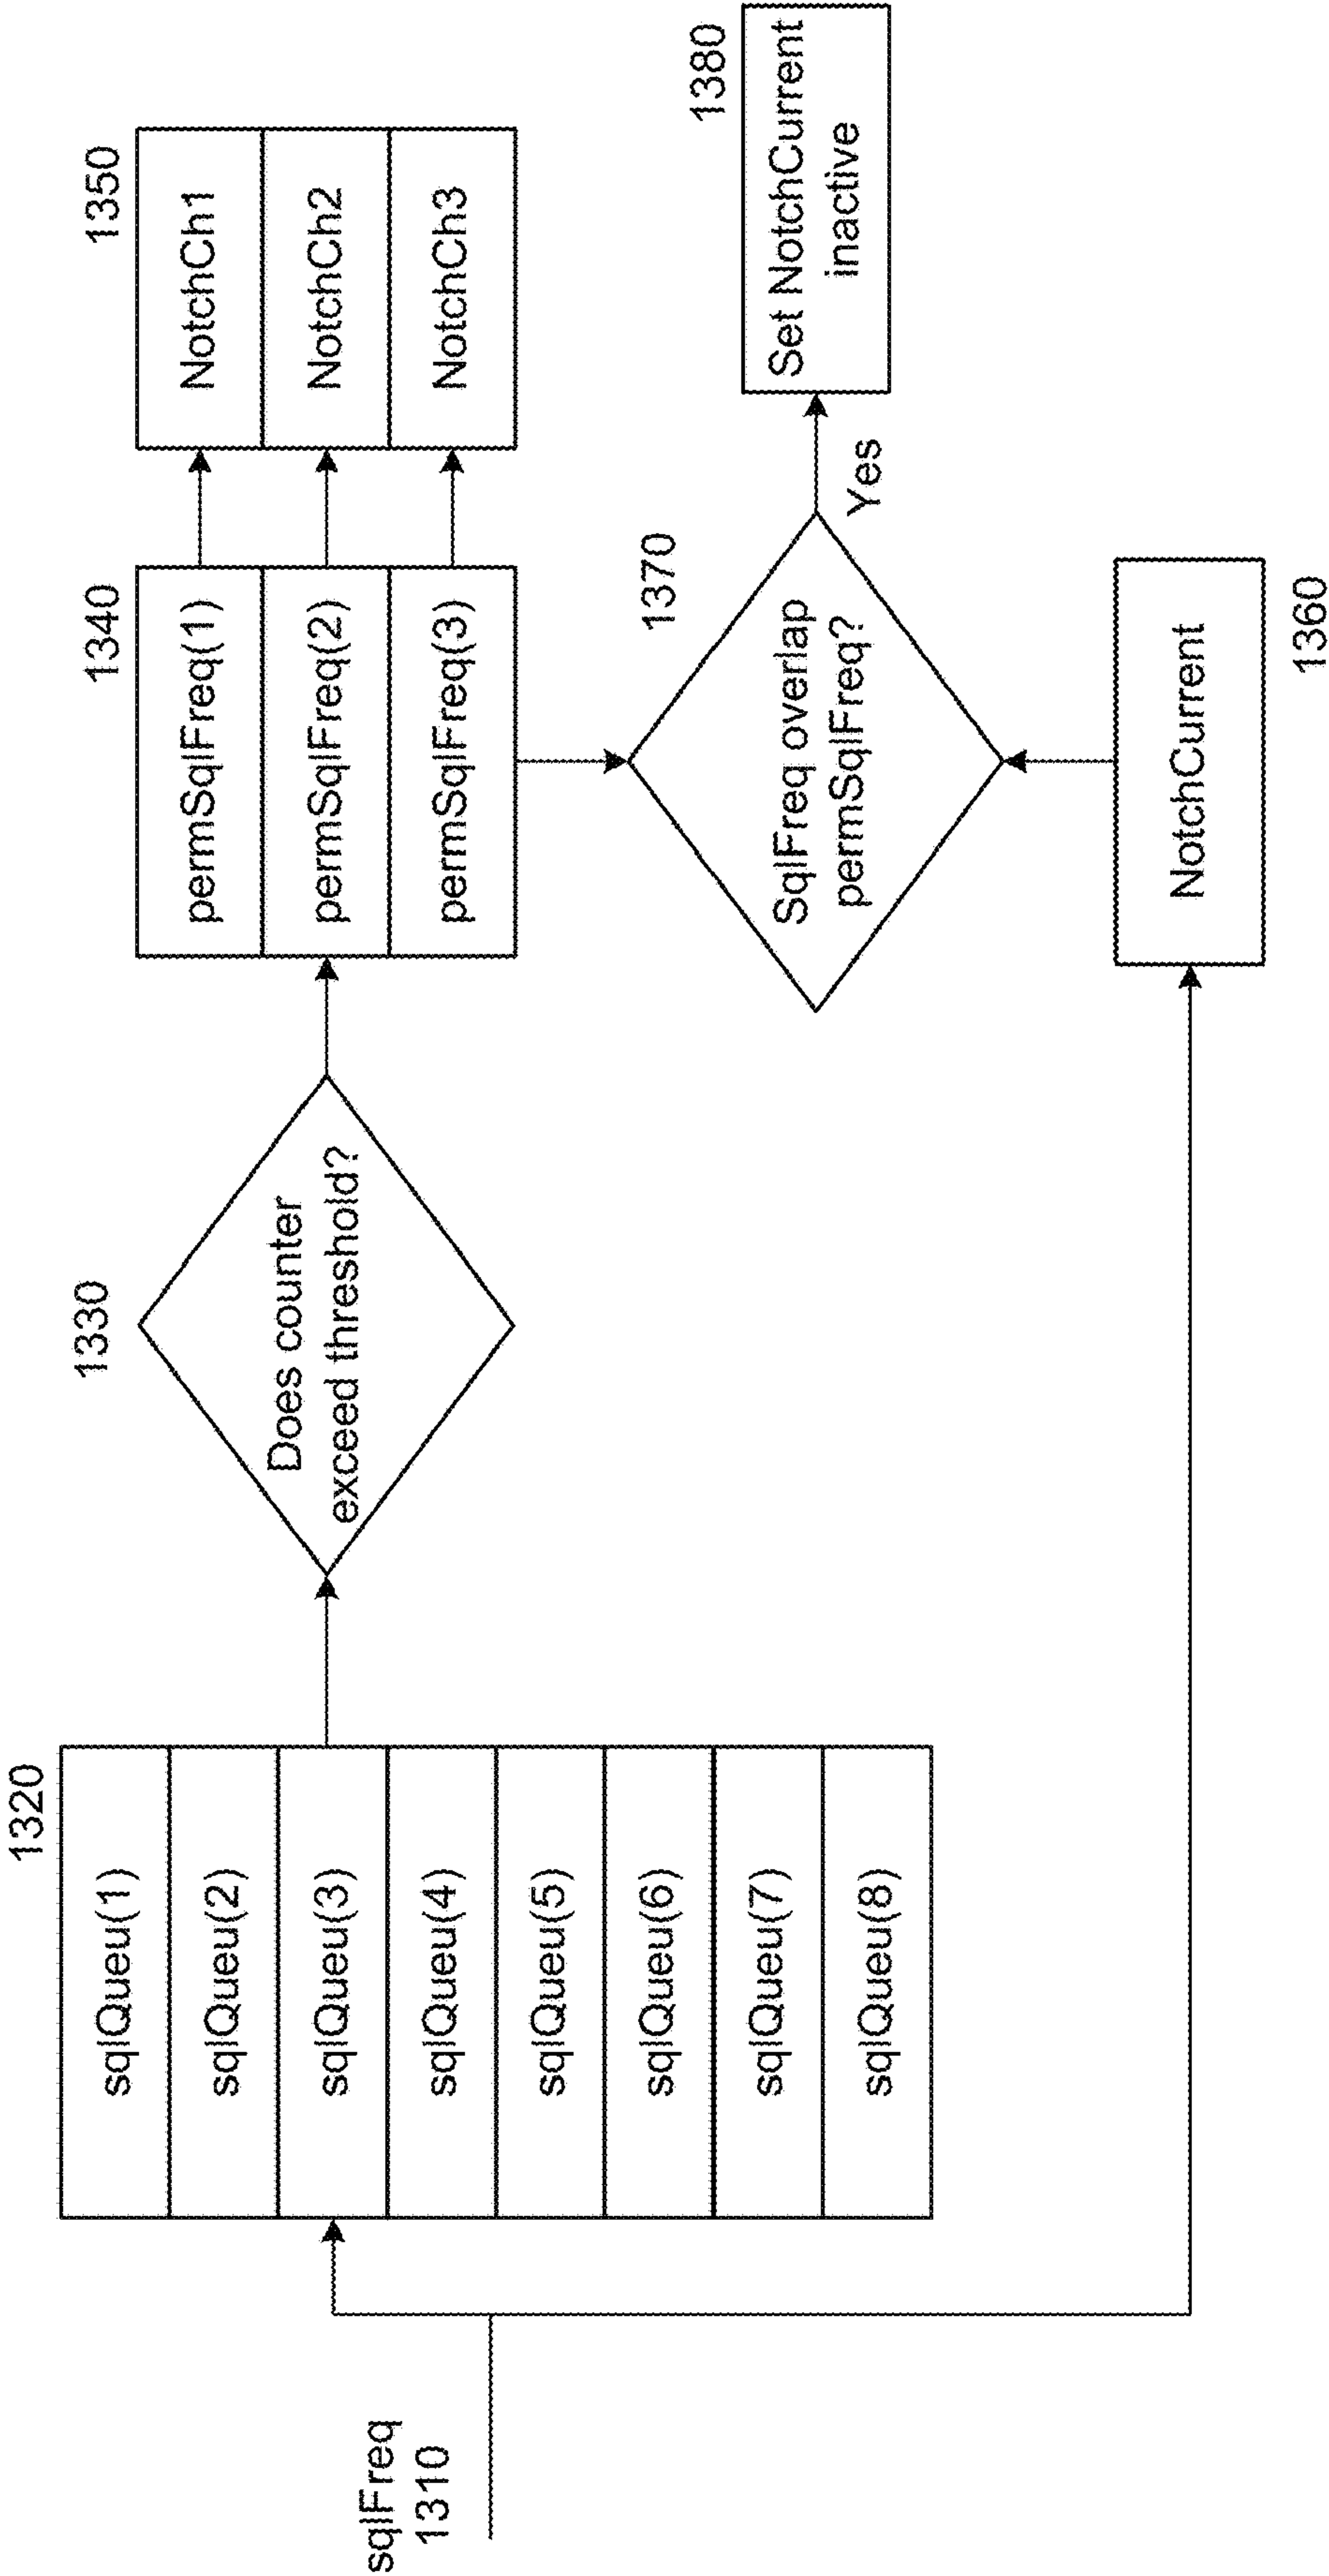 sqlFreq
1310
1320
sqlQueu(1)
sqlQueu(2)
sqlQueu(3)
sqlQueu(4)
sqlQueu(5)
sqlQueu(6)
sqlQueu(7)
sqlQueu(8)
1330
Does counter
exceed threshold?
1340
permSqlFreq(1)
permSqlFreq(2)
permSqlFreq(3)
1350
NotchCh1
NotchCh2
NotchCh3
1370
SqlFreq overlap
permSqlFreq?
Yes
1380
Set NotchCurrent
inactive
NotchCurrent
1360